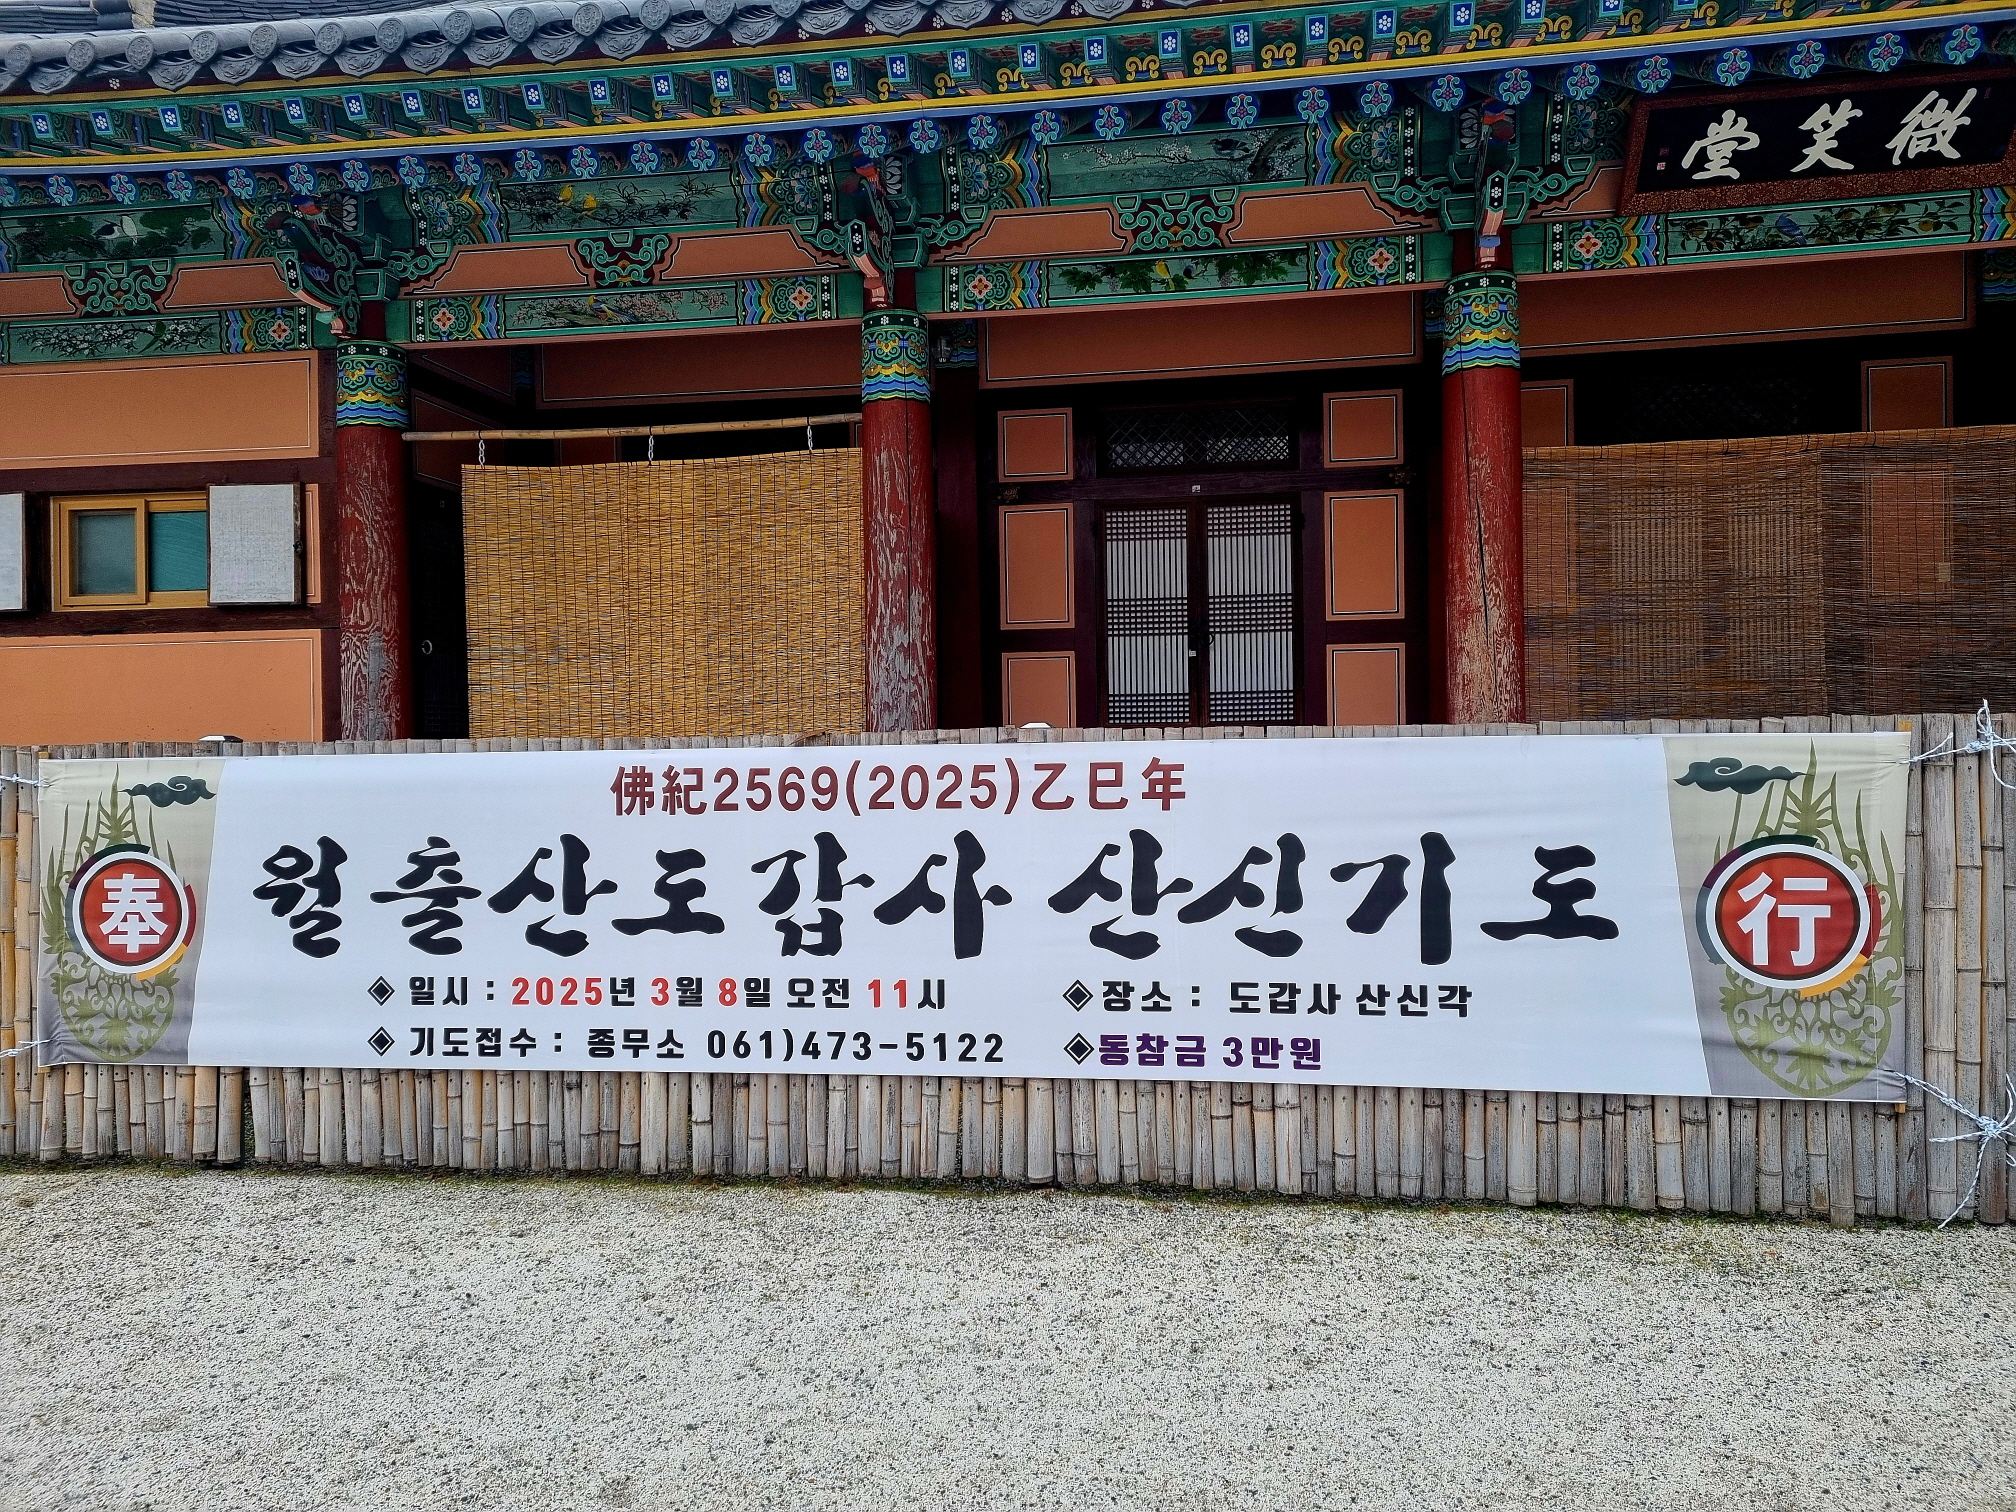 微笑堂
佛紀2569(2025)乙巳年
奉 월출산도갑사 산신기도 行
◈ 일시 : 2025년 3월 8일 오전 11시
◈ 장소 : 도갑사 산신각
◈ 기도접수 : 종무소 061)473-5122
◈동참금 3만원